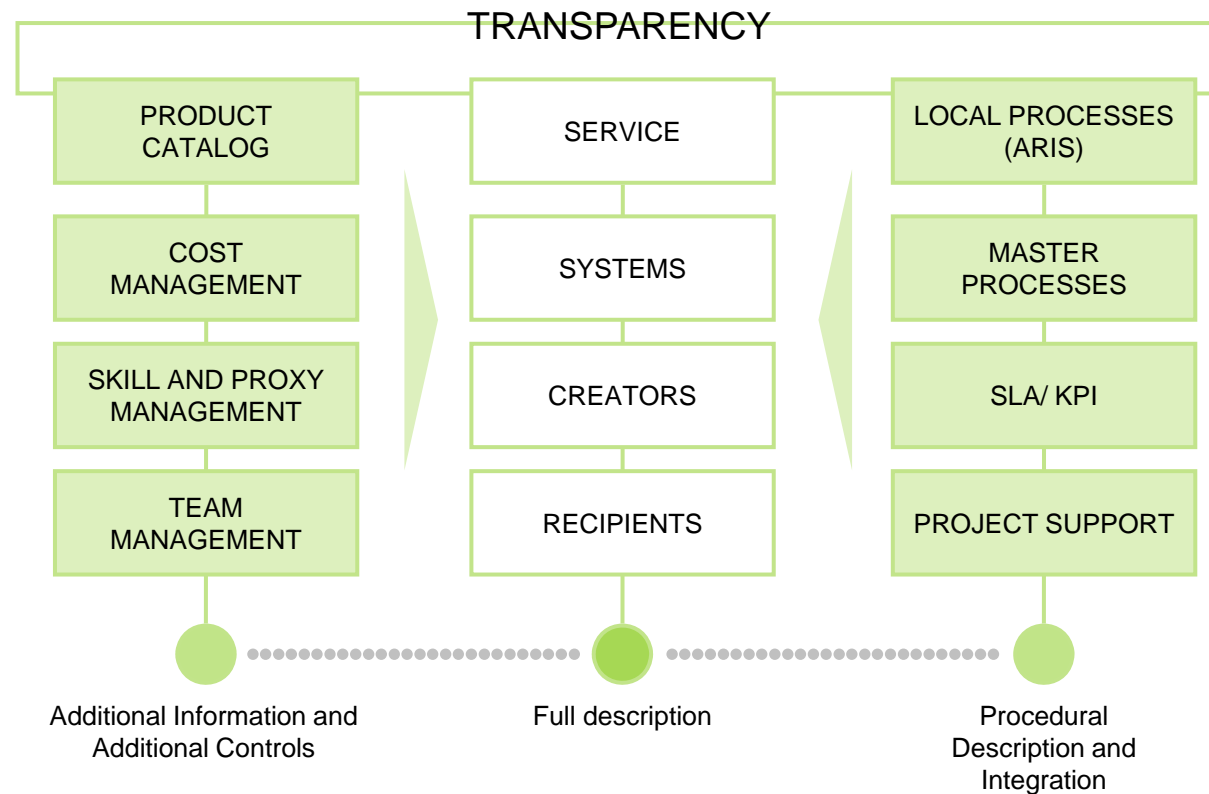 TRANSPARENCY
PRODUCT
CATALOG
COST
MANAGEMENT
SKILL AND PROXY
MANAGEMENT
TEAM
MANAGEMENT
Additional Information and
Additional Controls
SERVICE
SYSTEMS
CREATORS
RECIPIENTS
Full description
LOCAL PROCESSES
(ARIS)
MASTER
PROCESSES
SLA/ KPI
PROJECT SUPPORT
Procedural
Description and
Integration